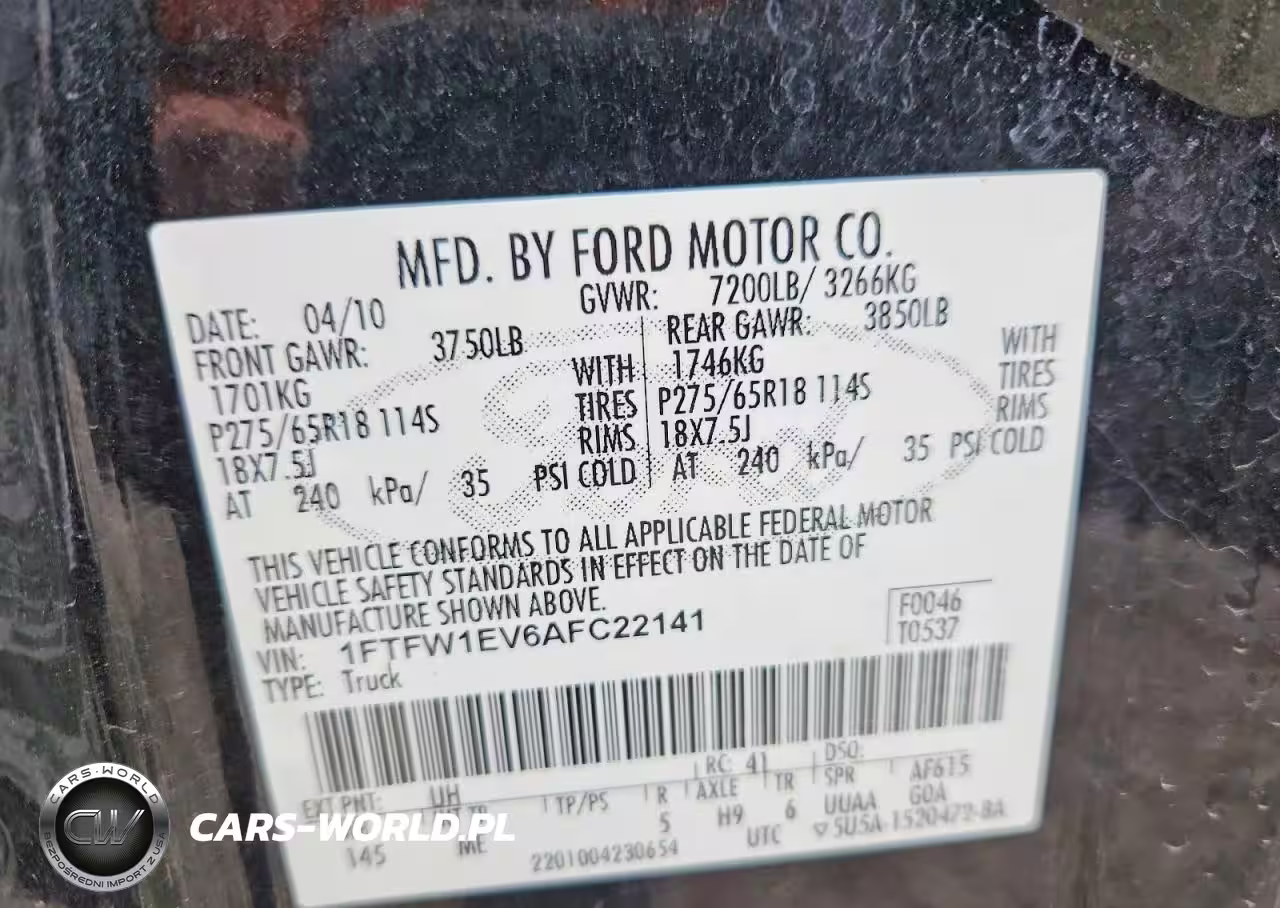 MFD. BY FORD MOTOR CO.
DATE: 04/10 GVWR: 7200LB/ 3266KG
FRONT GAWR: 3750LB REAR GAWR: 3850LB
1701KG WITH 1746KG WITH
P275/65R18 114S TIRES P275/65R18 114S TIRES
18X7.5J RIMS 18X7.5J RIMS
AT 240 kPa/ 35 PSI COLD AT 240 kPa/ 35 PSI COLD
THIS VEHICLE CONFORMS TO ALL APPLICABLE FEDERAL MOTOR
VEHICLE SAFETY STANDARDS IN EFFECT ON THE DATE OF
MANUFACTURE SHOWN ABOVE.
F0046
T0537
VIN: 1FTFW1EV6AFC22141
TYPE: Truck
EXT PNT: UH RC: 41 DSO:
TP/PS R AXLE TR SPR AF615
145 ME 5 H9 6 UUAA GOA
2201004230654 UTC 5U5A-1520472-BA
CARS-WORLD
CW
BEZPOŚREDNI IMPORT Z USA
CARS-WORLD.PL